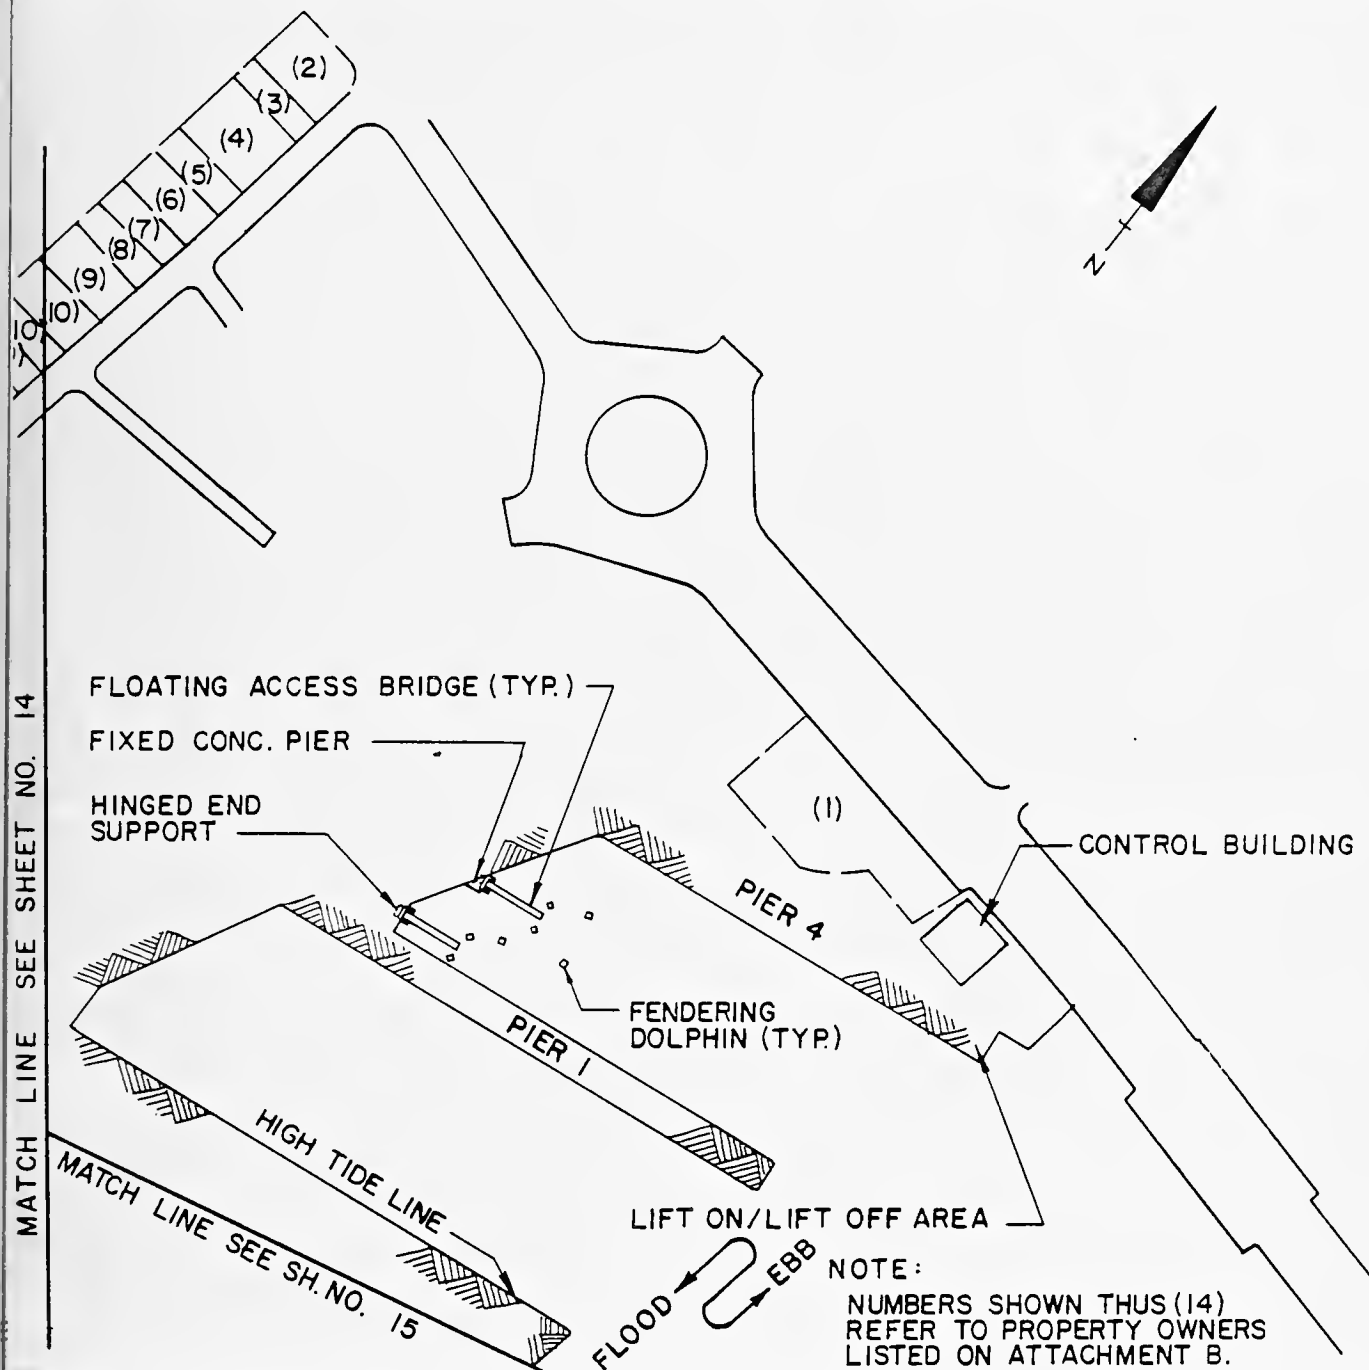 (2)
(3)
(4)
(5)
(6)
(7)
(8)
(9)
10)
10
)
N
MATCH LINE SEE SHEET NO. 14
FLOATING ACCESS BRIDGE (TYP.)
FIXED CONC. PIER
HINGED END
SUPPORT
(1)
CONTROL BUILDING
PIER 4
FENDERING
DOLPHIN (TYP.)
PIER 1
HIGH TIDE LINE
MATCH LINE SEE SH. NO. 15
LIFT ON/LIFT OFF AREA
FLOOD
EBB
NOTE:
NUMBERS SHOWN THUS (14)
REFER TO PROPERTY OWNERS
LISTED ON ATTACHMENT B.